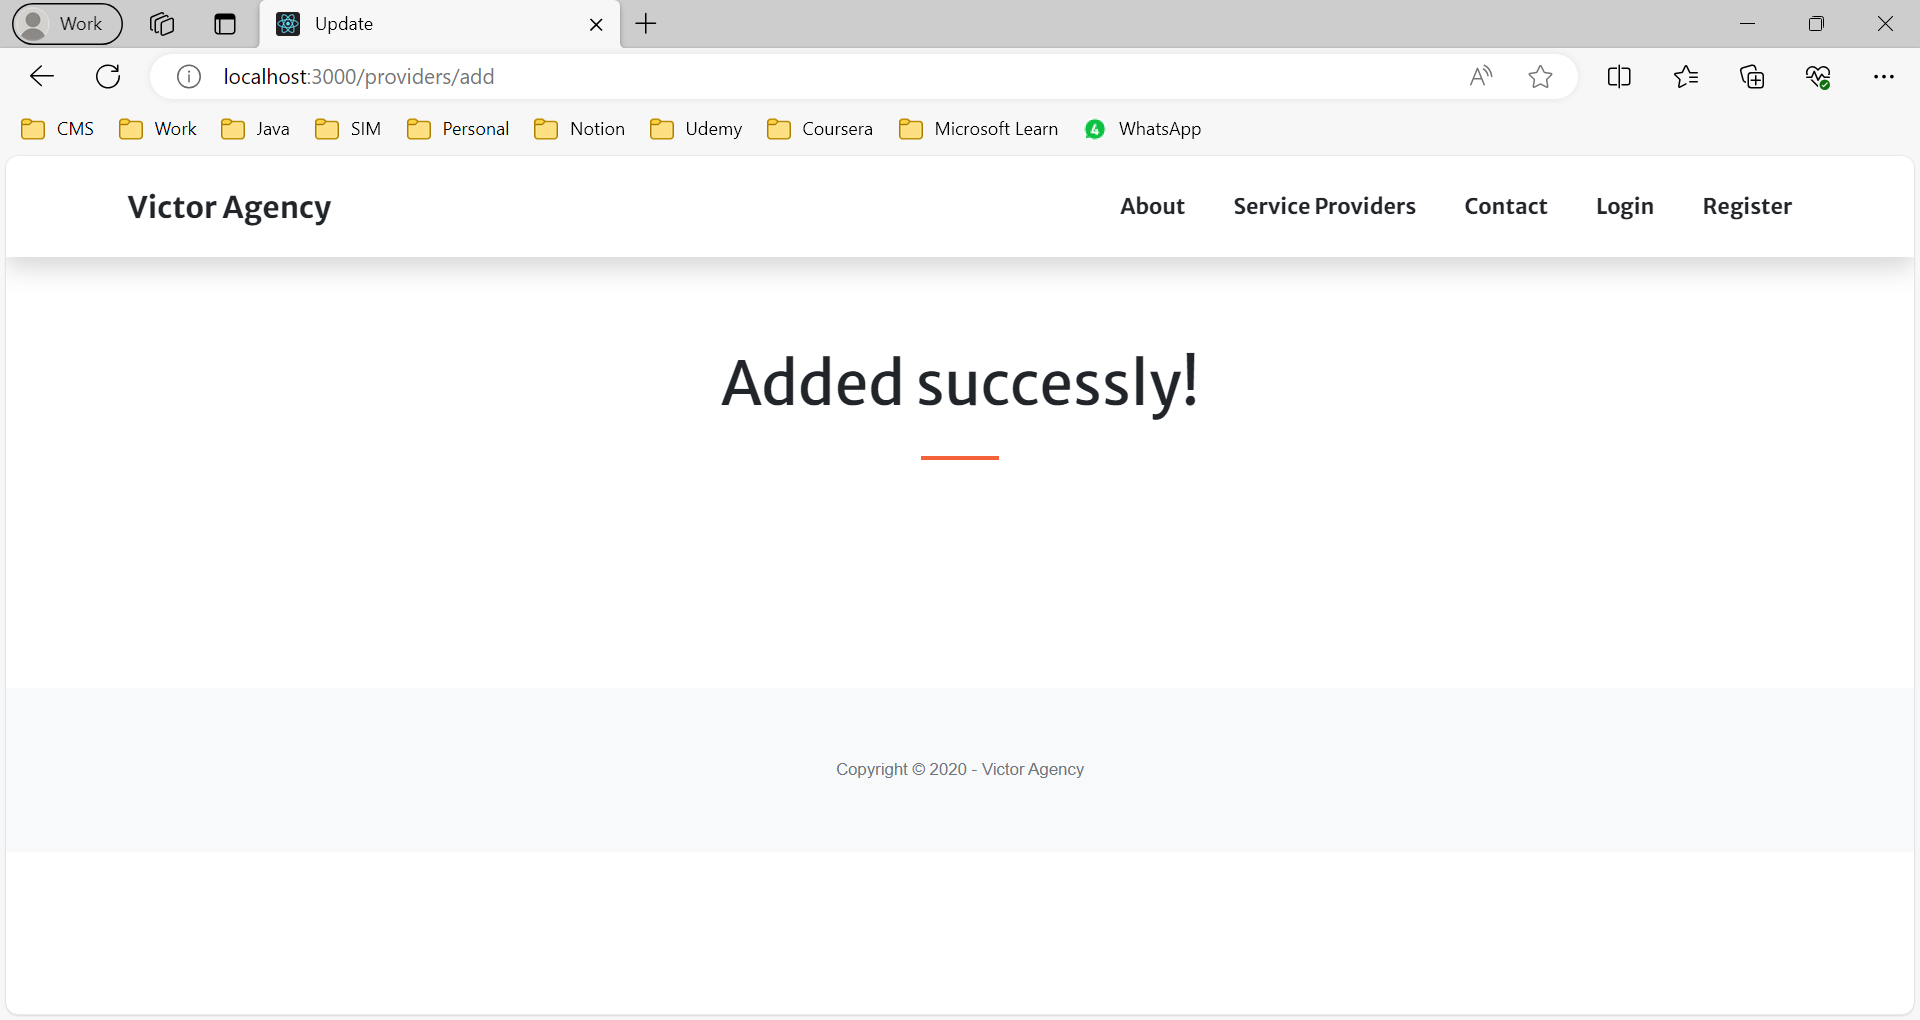 Work
Update
localhost:3000/providers/add
CMS Work Java SIM Personal Notion Udemy Coursera Microsoft Learn 4 WhatsApp
Victor Agency About Service Providers Contact Login Register
Added successly!
Copyright © 2020 - Victor Agency